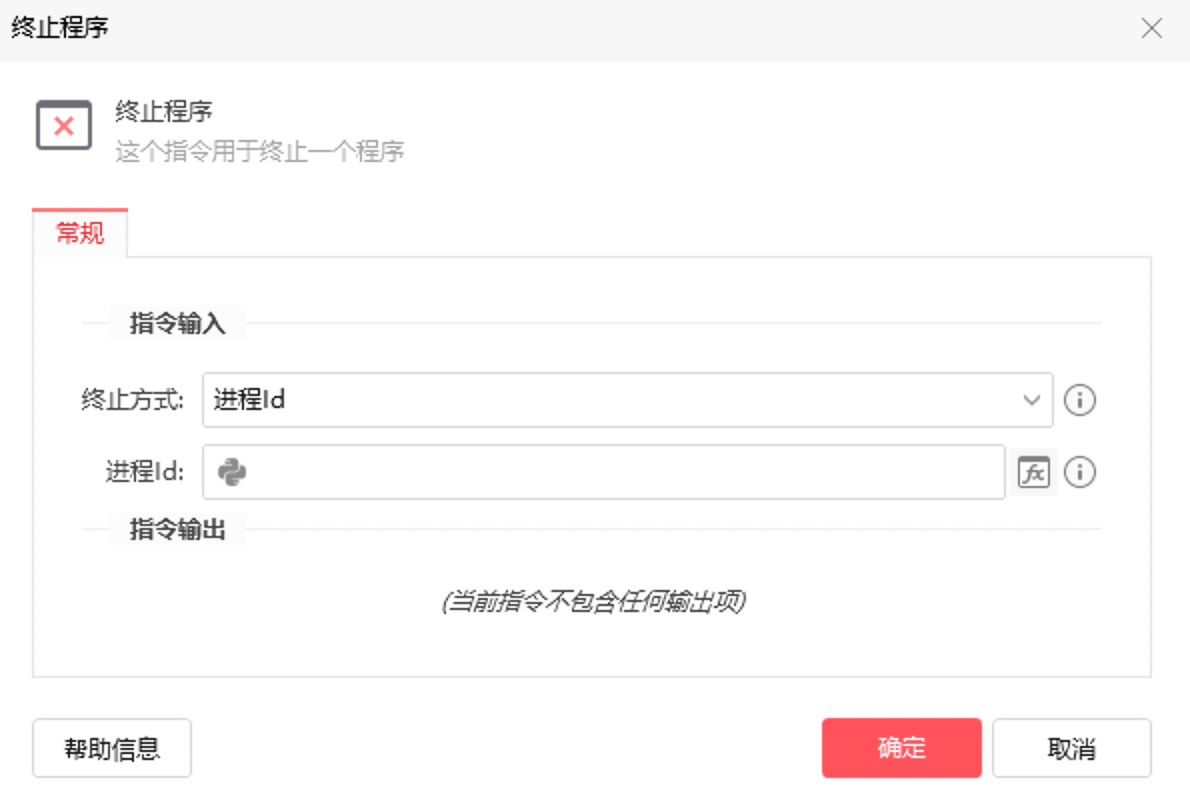 终止程序
终止程序
这个指令用于终止一个程序
常规
指令输入
终止方式: 进程Id
进程Id: fx
指令输出
(当前指令不包含任何输出项)
帮助信息 确定 取消